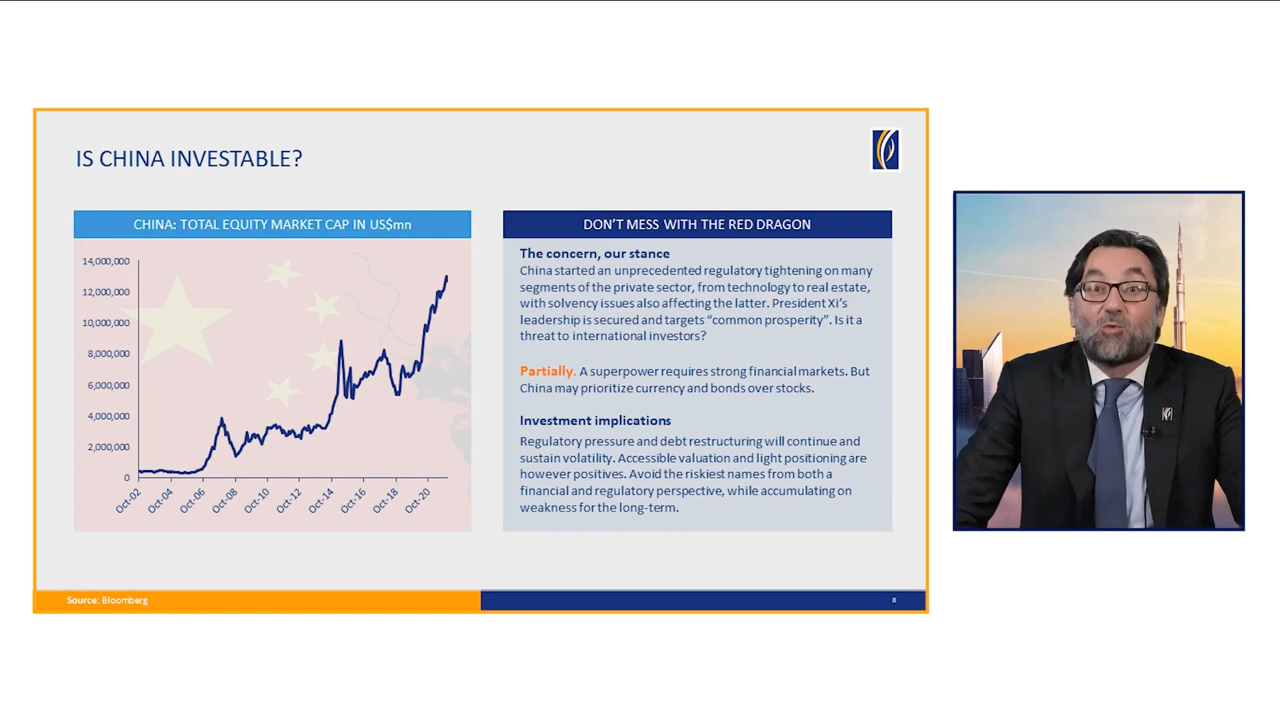 IS CHINA INVESTABLE?
CHINA: TOTAL EQUITY MARKET CAP IN US$mn
14,000,000
12,000,000
10,000,000
8,000,000
6,000,000
4,000,000
2,000,000
0
Oct-02
Oct-04
Oct-06
Oct-08
Oct-10
Oct-12
Oct-14
Oct-16
Oct-18
Oct-20
DON'T MESS WITH THE RED DRAGON
The concern, our stance
China started an unprecedented regulatory tightening on many
segments of the private sector, from technology to real estate,
with solvency issues also affecting the latter. President Xi's
leadership is secured and targets “common prosperity”. Is it a
threat to international investors?
Partially. A superpower requires strong financial markets. But
China may prioritize currency and bonds over stocks.
Investment implications
Regulatory pressure and debt restructuring will continue and
sustain volatility. Accessible valuation and light positioning are
however positives. Avoid the riskiest names from both a
financial and regulatory perspective, while accumulating on
weakness for the long-term.
Source: Bloomberg
8